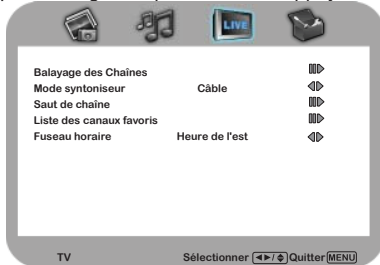 LIVE
Balayage des Chaînes
Mode syntoniseur Câble
Saut de chaîne
Liste des canaux favoris
Fuseau horaire Heure de l'est
TV Sélectionner Quitter MENU